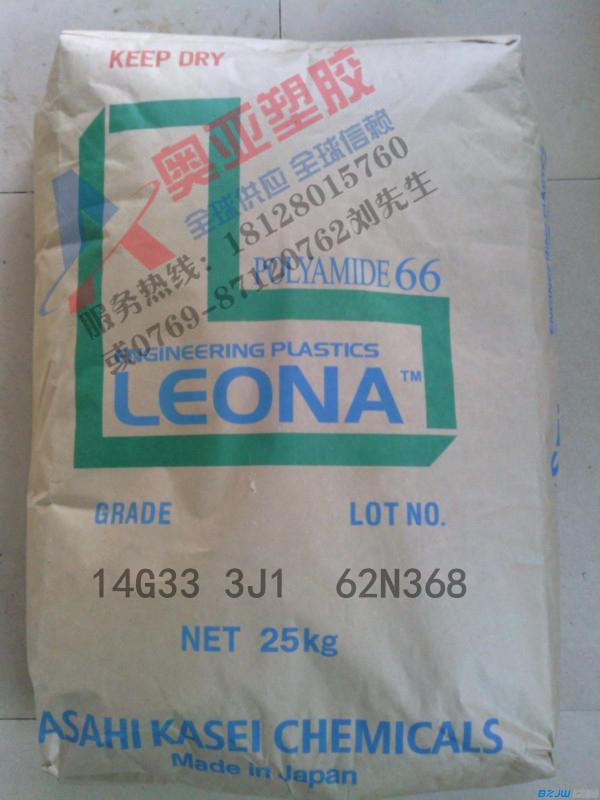 KEEP DRY
奥亚塑胶
全球供应 全球信赖
服务热线：18128015760
或0769-87120762刘先生
POLYAMIDE 66
ENGINEERING PLASTICS
LEONA™
GRADE LOT NO.
14G33 3J1 62N368
NET 25kg
ASAHI KASEI CHEMICALS
Made in Japan